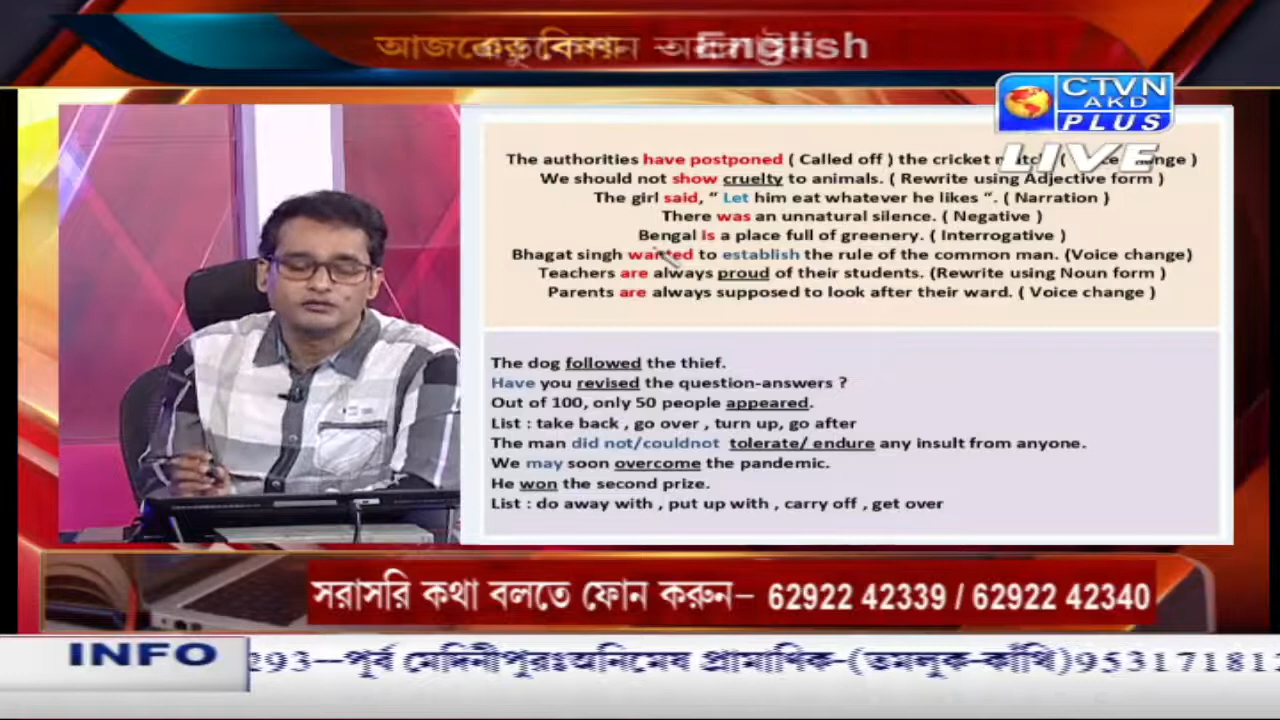 English
CTVN
AKD
PLUS
LIVE
The authorities have postponed ( Called off ) the cricket
We should not show cruelty to animals. ( Rewrite using Adjective form )
The girl said, “ Let him eat whatever he likes “. ( Narration )
There was an unnatural silence. ( Negative )
Bengal is a place full of greenery. ( Interrogative )
Bhagat singh wanted to establish the rule of the common man. (Voice change)
Teachers are always proud of their students. (Rewrite using Noun form )
Parents are always supposed to look after their ward. ( Voice change )
The dog followed the thief.
Have you revised the question-answers ?
Out of 100, only 50 people appeared.
List : take back , go over , turn up, go after
The man did not/couldnot tolerate/ endure any insult from anyone.
We may soon overcome the pandemic.
He won the second prize.
List : do away with , put up with , carry off , get over
সরাসরি কথা বলতে ফোন করুন– 62922 42339 / 62922 42340
INFO
293--পূর্ব মেদিনীপুরঃঅনিমেষ প্রামাণিক-(তমলুক-কাঁথি)95317181